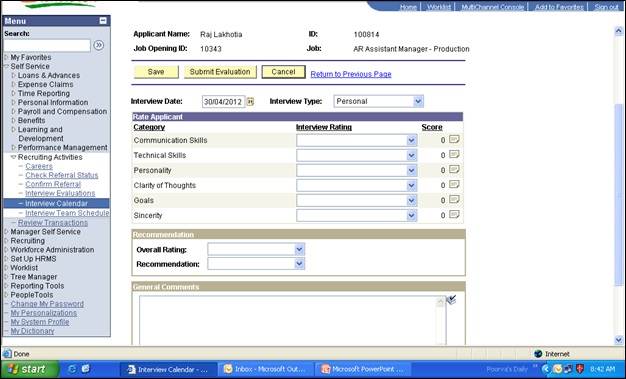 Home Worklist MultiChannel Console Add to Favorites Sign out
Menu
Search:
My Favorites
Self Service
Loans & Advances
Expense Claims
Time Reporting
Personal Information
Payroll and Compensation
Benefits
Learning and
Development
Performance Management
Recruiting Activities
– Careers
– Check Referral Status
– Confirm Referral
– Interview Evaluations
– Interview Calendar
– Interview Team Schedule
– Review Transactions
Manager Self Service
Recruiting
Workforce Administration
Set Up HRMS
Worklist
Tree Manager
Reporting Tools
PeopleTools
– Change My Password
– My Personalizations
– My System Profile
– My Dictionary
Applicant Name: Raj Lakhotia ID: 100814
Job Opening ID: 10343 Job: AR Assistant Manager - Production
Save Submit Evaluation Cancel Return to Previous Page
Interview Date: 30/04/2012 Interview Type: Personal
Rate Applicant
Category Interview Rating Score
Communication Skills 0
Technical Skills 0
Personality 0
Clarity of Thoughts 0
Goals 0
Sincerity 0
Recommendation
Overall Rating:
Recommendation:
General Comments
Done Internet
start Interview Calendar - ... Inbox - Microsoft Out... Microsoft PowerPoint ... Poorva's Daily 8:42 AM